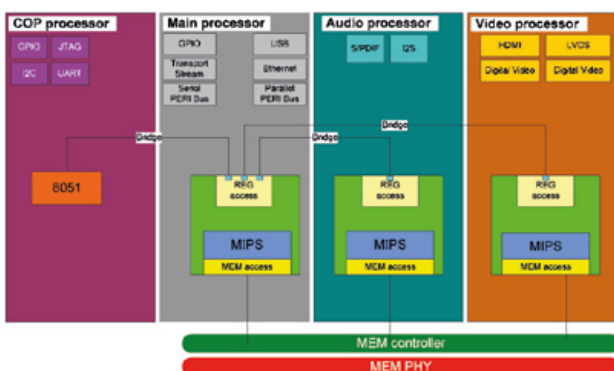 COP processor
GPIO JTAG
I2C UART
8051
Main processor
GPIO USB
Transport Stream
Ethernet
Serial PERI Bus
Parallel PERI Bus
Audio processor
S/PDIF I2S
Video processor
HDMI LVDS
Digital Video Digital Video
Bridge
Bridge
Bridge
REG access
MIPS
MEM access
REG access
MIPS
MEM access
REG access
MIPS
MEM access
MEM controller
MEM PHY